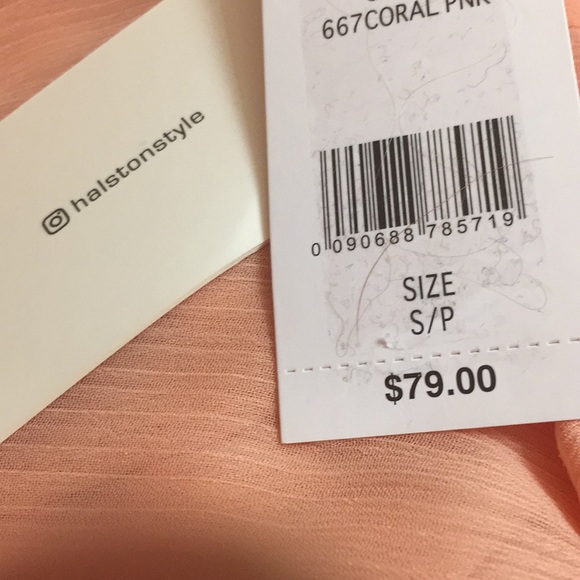 halstonstyle
667CORAL PNK
0 090688 785719
SIZE
S/P
$79.00